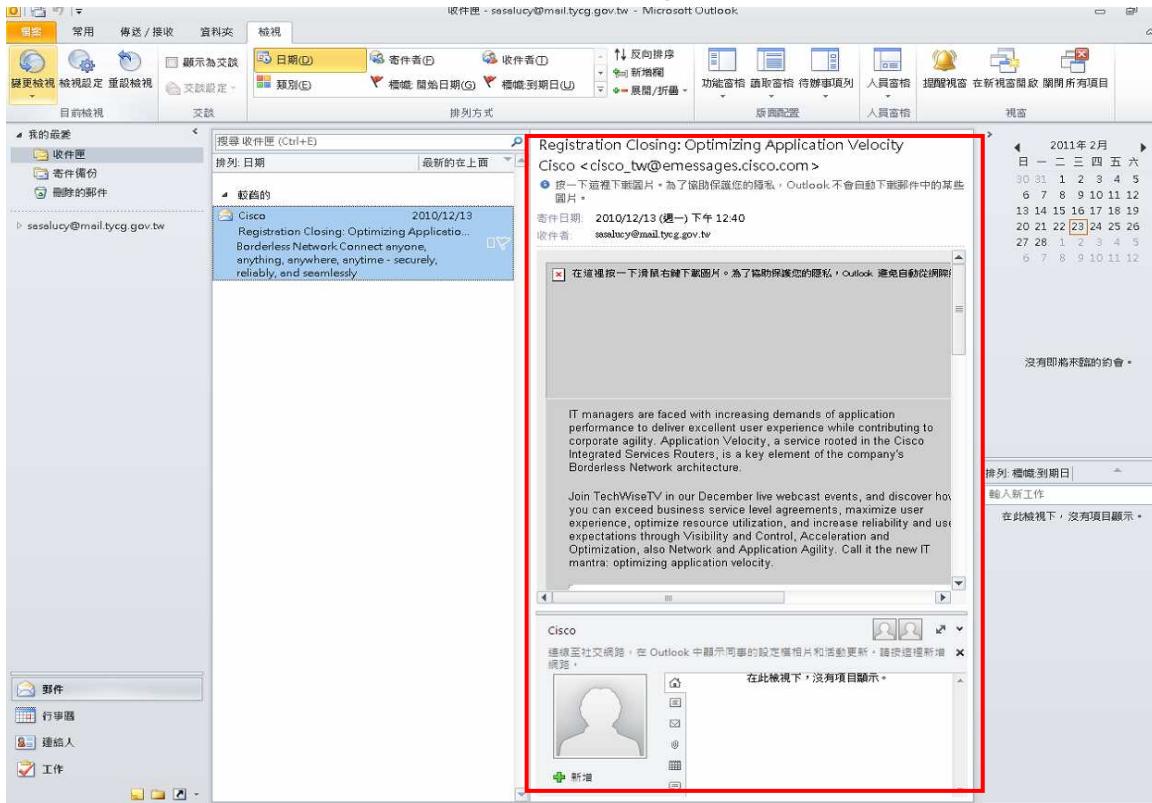 收件匣 - sasalucy@mail.tycg.gov.tw - Microsoft Outlook
檔案 常用 傳送 / 接收 資料夾 檢視
變更檢視 檢視設定 重設檢視
目前檢視
顯示為交談
交談設定
交談
日期(D) 寄件者(F) 收件者(T)
類別(E) 標幟: 開始日期(G) 標幟:到期日(U)
反向排序
新增欄
展開/折疊
排列方式
功能窗格 讀取窗格 待辦事項列
版面配置
人員窗格
人員窗格
提醒視窗 在新視窗開啟 關閉所有項目
視窗
我的最愛
收件匣
寄件備份
刪除的郵件
sasalucy@mail.tycg.gov.tw
郵件
行事曆
連絡人
工作
搜尋 收件匣 (Ctrl+E)
排列: 日期 最新的在上面
較舊的
Cisco 2010/12/13
Registration Closing: Optimizing Applicatio...
Borderless Network Connect anyone,
anything, anywhere, anytime - securely,
reliably, and seamlessly
Registration Closing: Optimizing Application Velocity
Cisco <cisco_tw@emessages.cisco.com>
按一下這裡下載圖片。為了協助保護您的隱私，Outlook 不會自動下載郵件中的某些
圖片。
寄件日期: 2010/12/13 (週一) 下午 12:40
收件者: sasalucy@mail.tycg.gov.tw
在這裡按一下滑鼠右鍵下載圖片。為了協助保護您的隱私，Outlook 避免自動從網際
IT managers are faced with increasing demands of application
performance to deliver excellent user experience while contributing to
corporate agility. Application Velocity, a service rooted in the Cisco
Integrated Services Routers, is a key element of the company's
Borderless Network architecture.
Join TechWiseTV in our December live webcast events, and discover how
you can exceed business service level agreements, maximize user
experience, optimize resource utilization, and increase reliability and use
expectations through Visibility and Control, Acceleration and
Optimization, also Network and Application Agility. Call it the new IT
mantra: optimizing application velocity.
Cisco
連線至社交網路，在 Outlook 中顯示同事的設定檔相片和活動更新。請按這裡新增
網路。
在此檢視下，沒有項目顯示。
新增
2011年 2月
日 一 二 三 四 五 六
30 31 1 2 3 4 5
6 7 8 9 10 11 12
13 14 15 16 17 18 19
20 21 22 23 24 25 26
27 28 1 2 3 4 5
6 7 8 9 10 11 12
沒有即將來臨的約會。
排列: 標幟:到期日
輸入新工作
在此檢視下，沒有項目顯示。